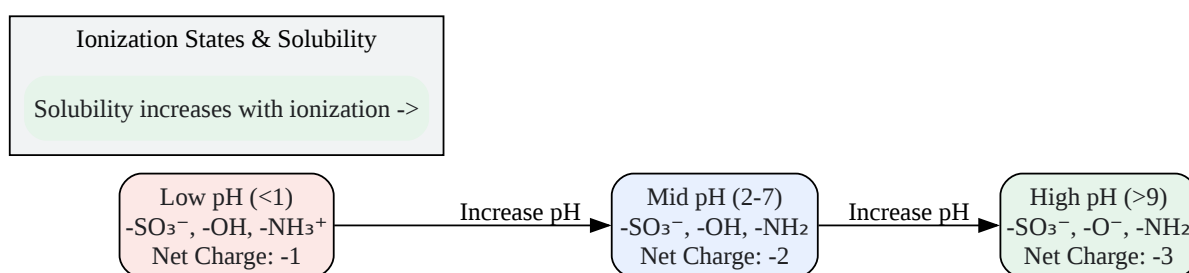 Ionization States & Solubility
Solubility increases with ionization ->
Low pH (<1)
-SO₃⁻, -OH, -NH₃⁺
Net Charge: -1
Increase pH
Mid pH (2-7)
-SO₃⁻, -OH, -NH₂
Net Charge: -2
Increase pH
High pH (>9)
-SO₃⁻, -O⁻, -NH₂
Net Charge: -3